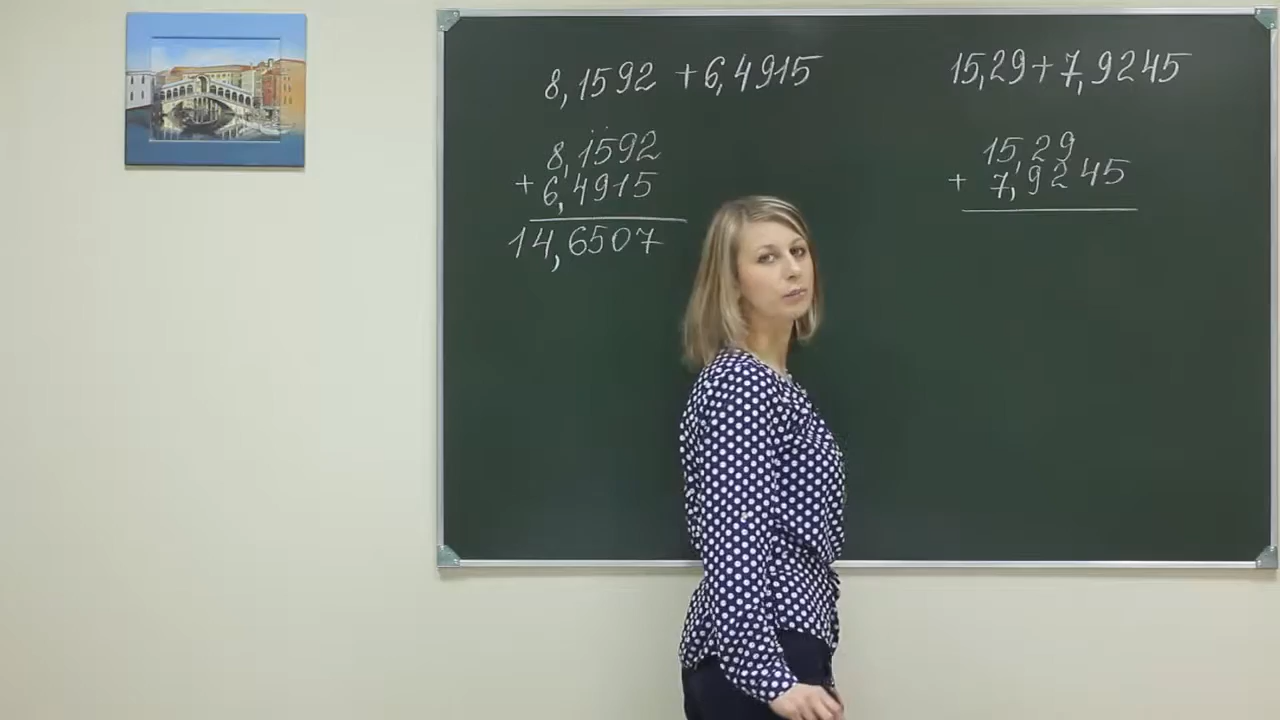 8,1592 + 6,4915
8,1592
+ 6,4915
14,6507
15,29 + 7,9245
15,29
+ 7,9245